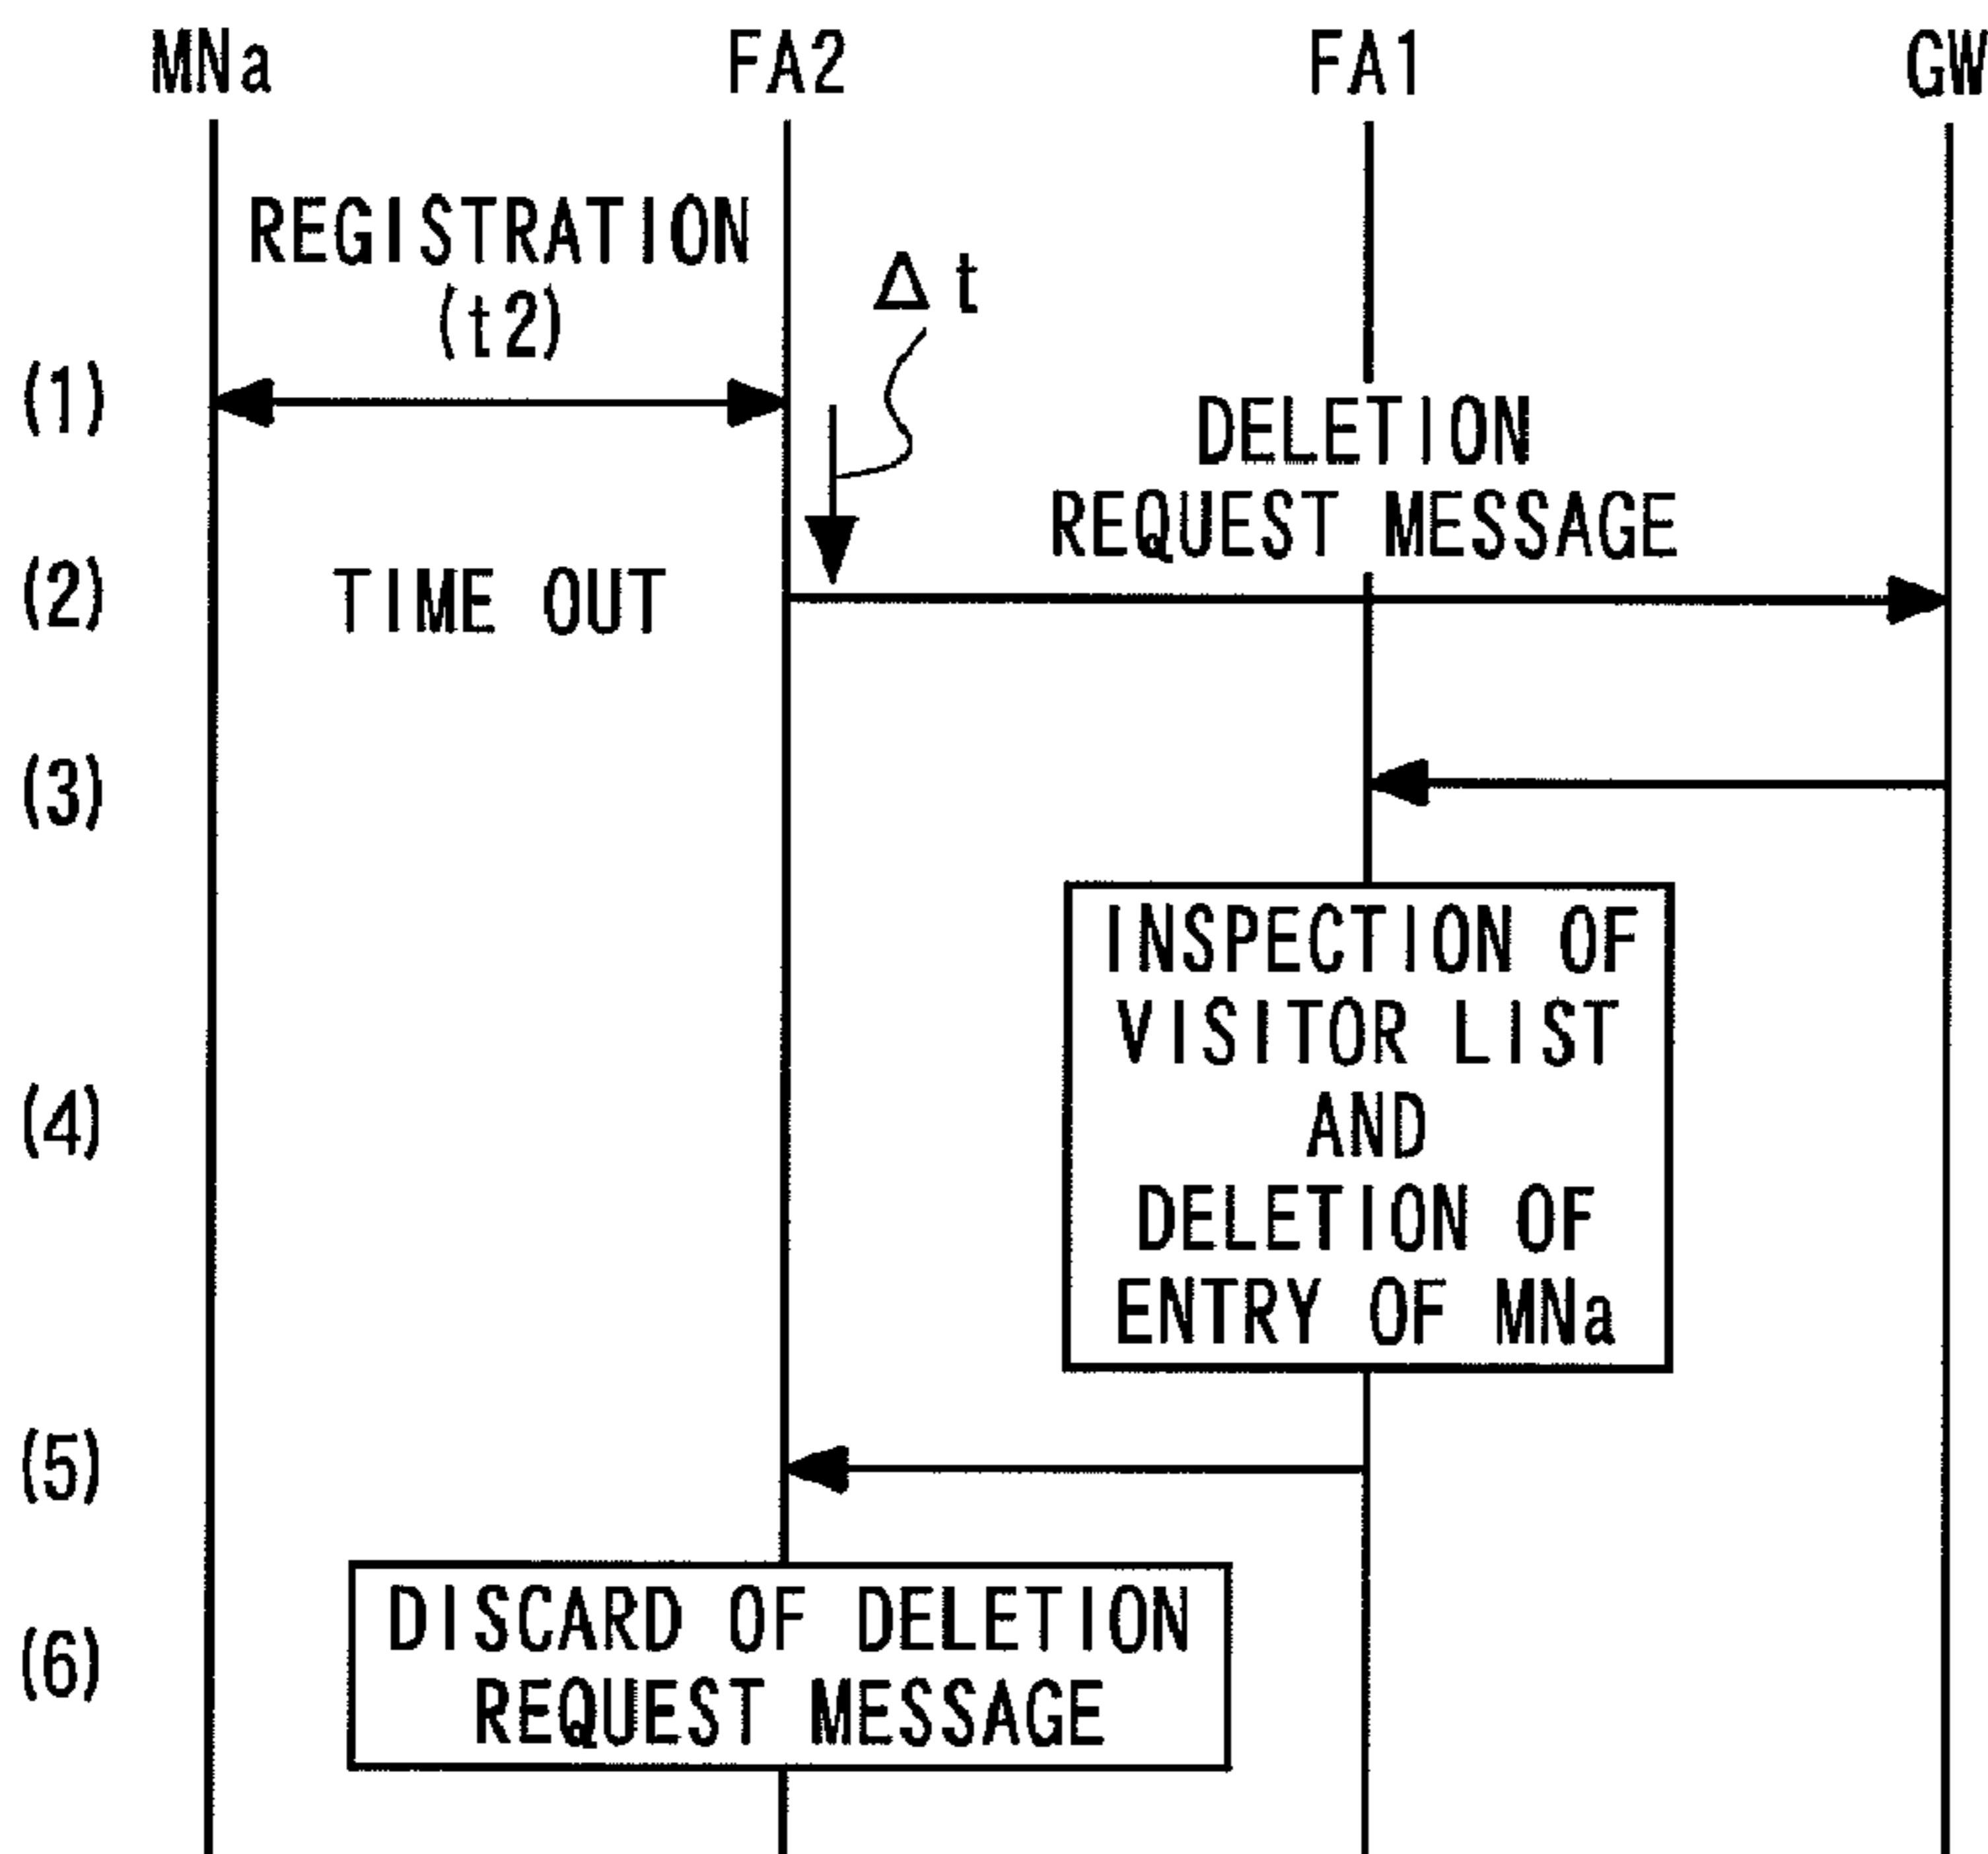 MNa FA2 FA1 GW
REGISTRATION
(t2)
Δt
(1)
DELETION
REQUEST MESSAGE
(2) TIME OUT
(3)
INSPECTION OF
VISITOR LIST
(4) AND
DELETION OF
ENTRY OF MNa
(5)
DISCARD OF DELETION
(6)
REQUEST MESSAGE